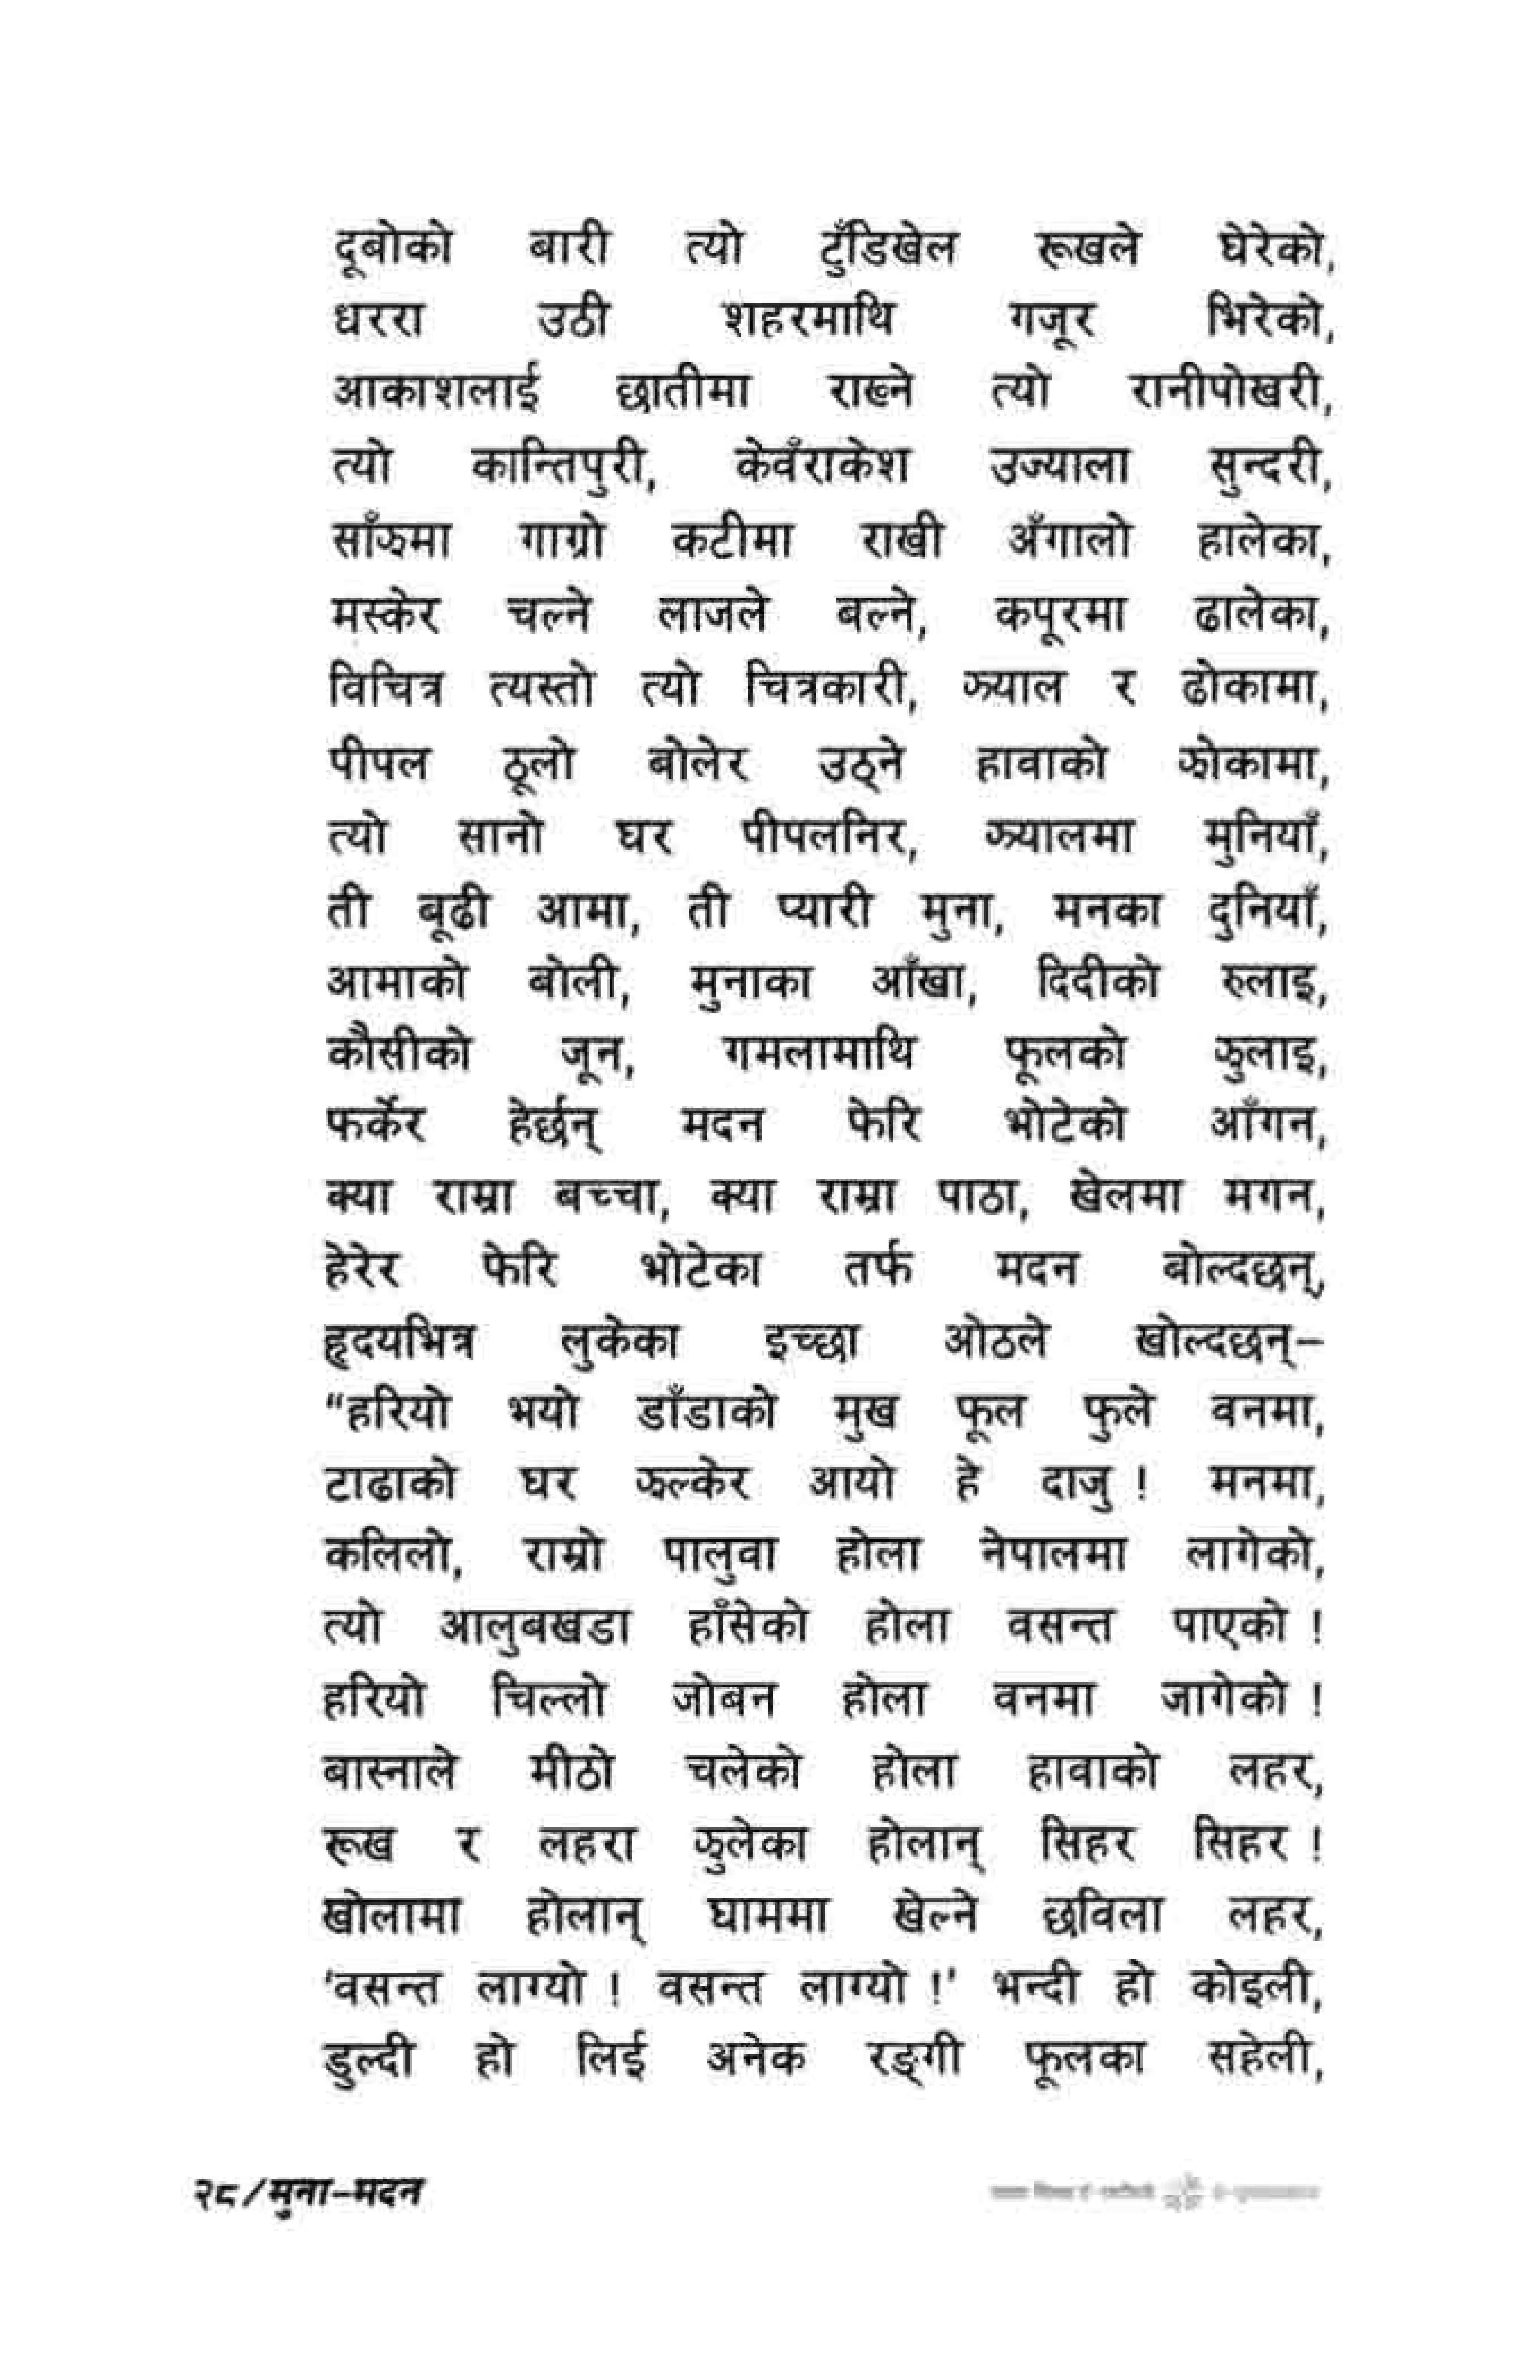 दूबोको बारी त्यो टुँडिखेल रूखले घेरेको,
धररा उठी शहरमाथि गजूर भिरेको,
आकाशलाई छातीमा राख्ने त्यो रानीपोखरी,
त्यो कान्तिपुरी, केवँराकेश उज्याला सुन्दरी,
साँझमा गाग्रो कटीमा राखी अँगालो हालेका,
मस्केर चल्ने लाजले बल्ने, कपूरमा ढालेका,
विचित्र त्यस्तो त्यो चित्रकारी, झ्याल र ढोकामा,
पीपल ठूलो बोलेर उठ्ने हावाको झोकामा,
त्यो सानो घर पीपलनिर, झ्यालमा मुनियाँ,
ती बूढी आमा, ती प्यारी मुना, मनका दुनियाँ,
आमाको बोली, मुनाका आँखा, दिदीको रुलाइ,
कौसीको जून, गमलामाथि फूलको झुलाइ,
फर्केर हेर्छन् मदन फेरि भोटेको आँगन,
क्या राम्रा बच्चा, क्या राम्रा पाठा, खेलमा मगन,
हेरेर फेरि भोटेका तर्फ मदन बोल्दछन्,
हृदयभित्र लुकेका इच्छा ओठले खोल्दछन्–
“हरियो भयो डाँडाको मुख फूल फुले वनमा,
टाढाको घर झल्केर आयो हे दाजु ! मनमा,
कलिलो, राम्रो पालुवा होला नेपालमा लागेको,
त्यो आलुबखडा हाँसेको होला वसन्त पाएको !
हरियो चिल्लो जोबन होला वनमा जागेको !
बास्नाले मीठो चलेको होला हावाको लहर,
रूख र लहरा झुलेका होलान् सिहर सिहर !
खोलामा होलान् घाममा खेल्ने छविला लहर,
'वसन्त लाग्यो ! वसन्त लाग्यो !' भन्दी हो कोइली,
डुल्दी हो लिई अनेक रङ्गी फूलका सहेली,
२८/मुना–मदन